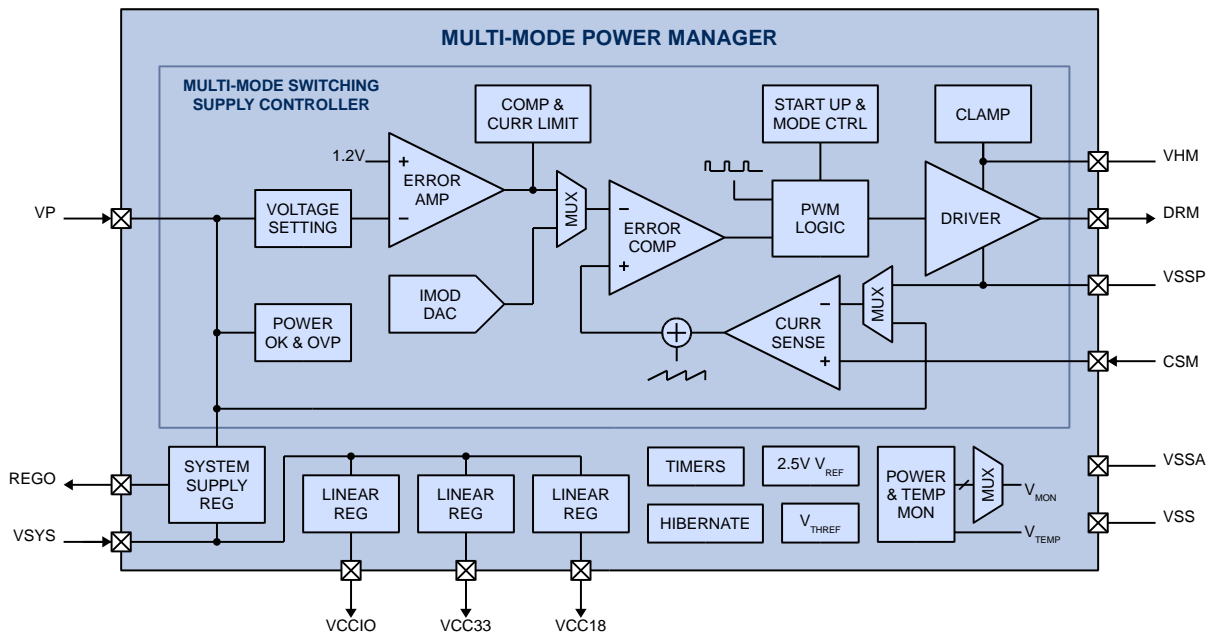 MULTI-MODE POWER MANAGER
MULTI-MODE SWITCHING
SUPPLY CONTROLLER
COMP &
CURR LIMIT
START UP &
MODE CTRL
CLAMP
1.2V
+
ERROR
AMP
−
VP
VOLTAGE
SETTING
MUX
−
ERROR
COMP
+
PWM
LOGIC
DRIVER
VHM
DRM
VSSP
CSM
IMOD
DAC
POWER
OK & OVP
MUX
−
CURR
SENSE
+
REGO
SYSTEM
SUPPLY
REG
VSYS
LINEAR
REG
LINEAR
REG
LINEAR
REG
TIMERS
2.5V VREF
HIBERNATE
VTHREF
POWER
& TEMP
MON
MUX
VMON
VTEMP
VSSA
VSS
VCCIO
VCC33
VCC18